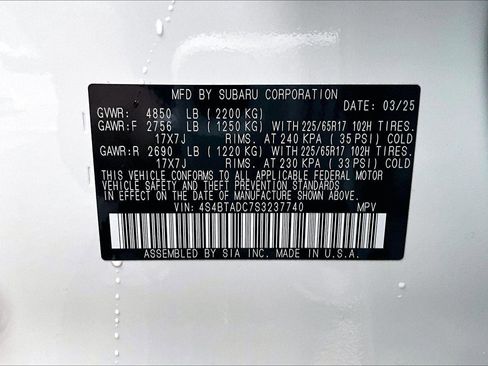 MFD BY SUBARU CORPORATION
GVWR: 4850 LB (2200 KG) DATE: 03/25
GAWR:F 2756 LB (1250 KG) WITH 225/65R17 102H TIRES.
17X7J RIMS. AT 240 KPA (35 PSI) COLD
GAWR:R 2690 LB (1220 KG) WITH 225/65R17 102H TIRES.
17X7J RIMS. AT 230 KPA (33 PSI) COLD
THIS VEHICLE CONFORMS TO ALL APPLICABLE FEDERAL MOTOR
VEHICLE SAFETY AND THEFT PREVENTION STANDARDS
IN EFFECT ON THE DATE OF MANUFACTURE SHOWN ABOVE.
VIN: 4S4BTADC7S3237740 MPV
ASSEMBLED BY SIA INC. IN U.S.A.